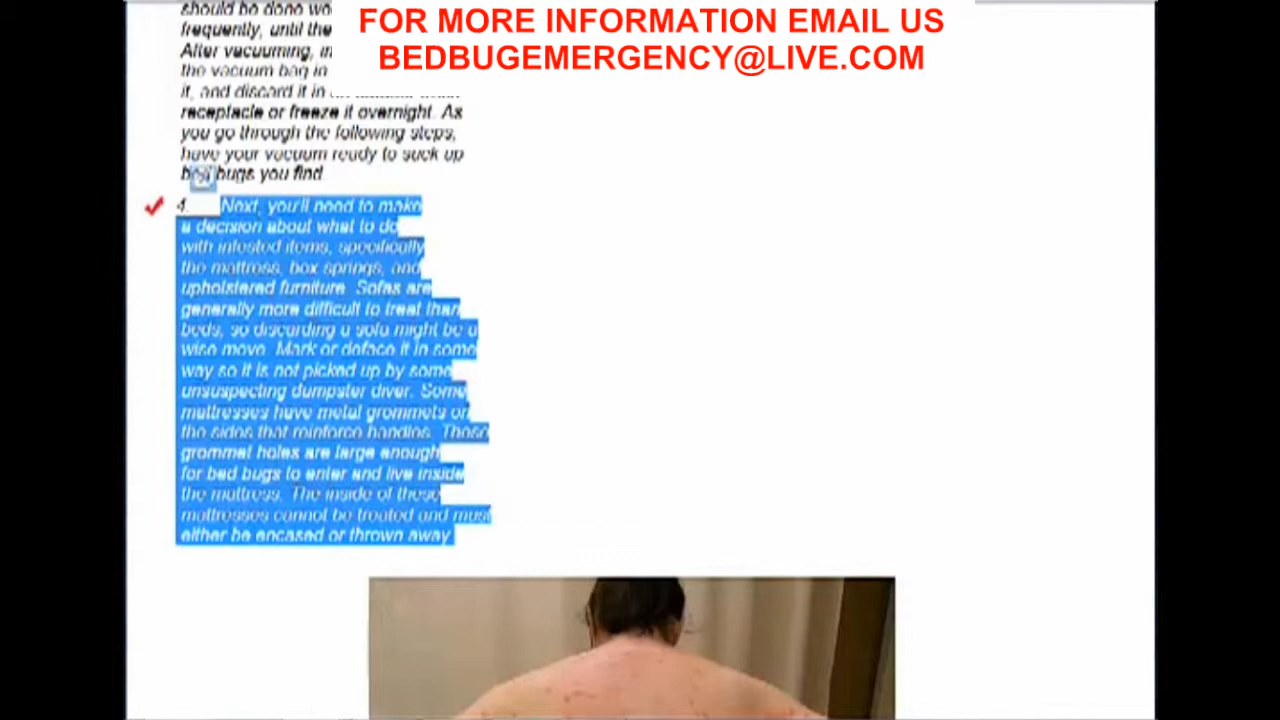 FOR MORE INFORMATION EMAIL US
BEDBUGEMERGENCY@LIVE.COM
should be done
frequently, until the
After vacuuming,
the vacuum bag in
it, and discard it in
receptacle or freeze it overnight. As
you go through the following steps,
have your vacuum ready to suck up
bed bugs you find.
4. Next, you'll need to make
a decision about what to do
with infested items, specifically
the mattress, box springs, and
upholstered furniture. Sofas are
generally more difficult to treat than
beds, so discarding a sofa might be a
wise move. Mark or deface it in some
way so it is not picked up by some
unsuspecting dumpster diver. Some
mattresses have metal grommets on
the sides that reinforce handles. These
grommet holes are large enough
for bed bugs to enter and live inside
the mattress. The inside of these
mattresses cannot be treated and must
either be encased or thrown away.